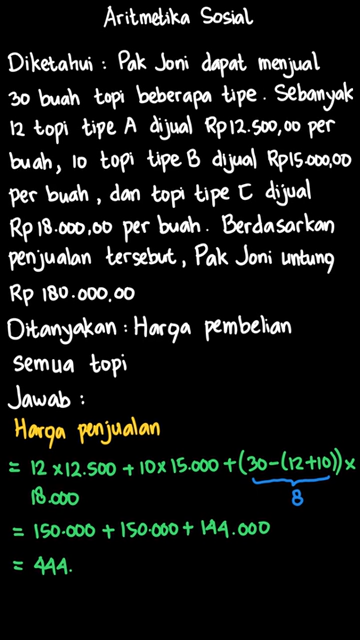 Aritmetika Sosial
Diketahui : Pak Joni dapat menjual
30 buah topi beberapa tipe. Sebanyak
12 topi tipe A dijual Rp12.500,00 per
buah, 10 topi tipe B dijual Rp15.000,00
per buah, dan topi tipe C dijual
Rp18.000,00 per buah. Berdasarkan
penjualan tersebut, Pak Joni untung
Rp 180.000,00
Ditanyakan : Harga pembelian
semua topi
Jawab :
Harga penjualan
= 12 × 12.500 + 10 × 15.000 + (30-(12+10)) ×
18.000
8
= 150.000 + 150.000 + 144.000
= 444.